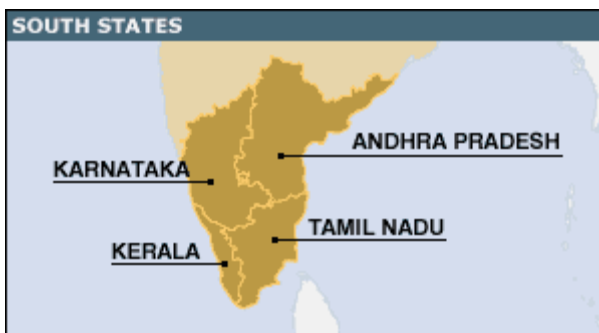 SOUTH STATES
ANDHRA PRADESH
KARNATAKA
TAMIL NADU
KERALA